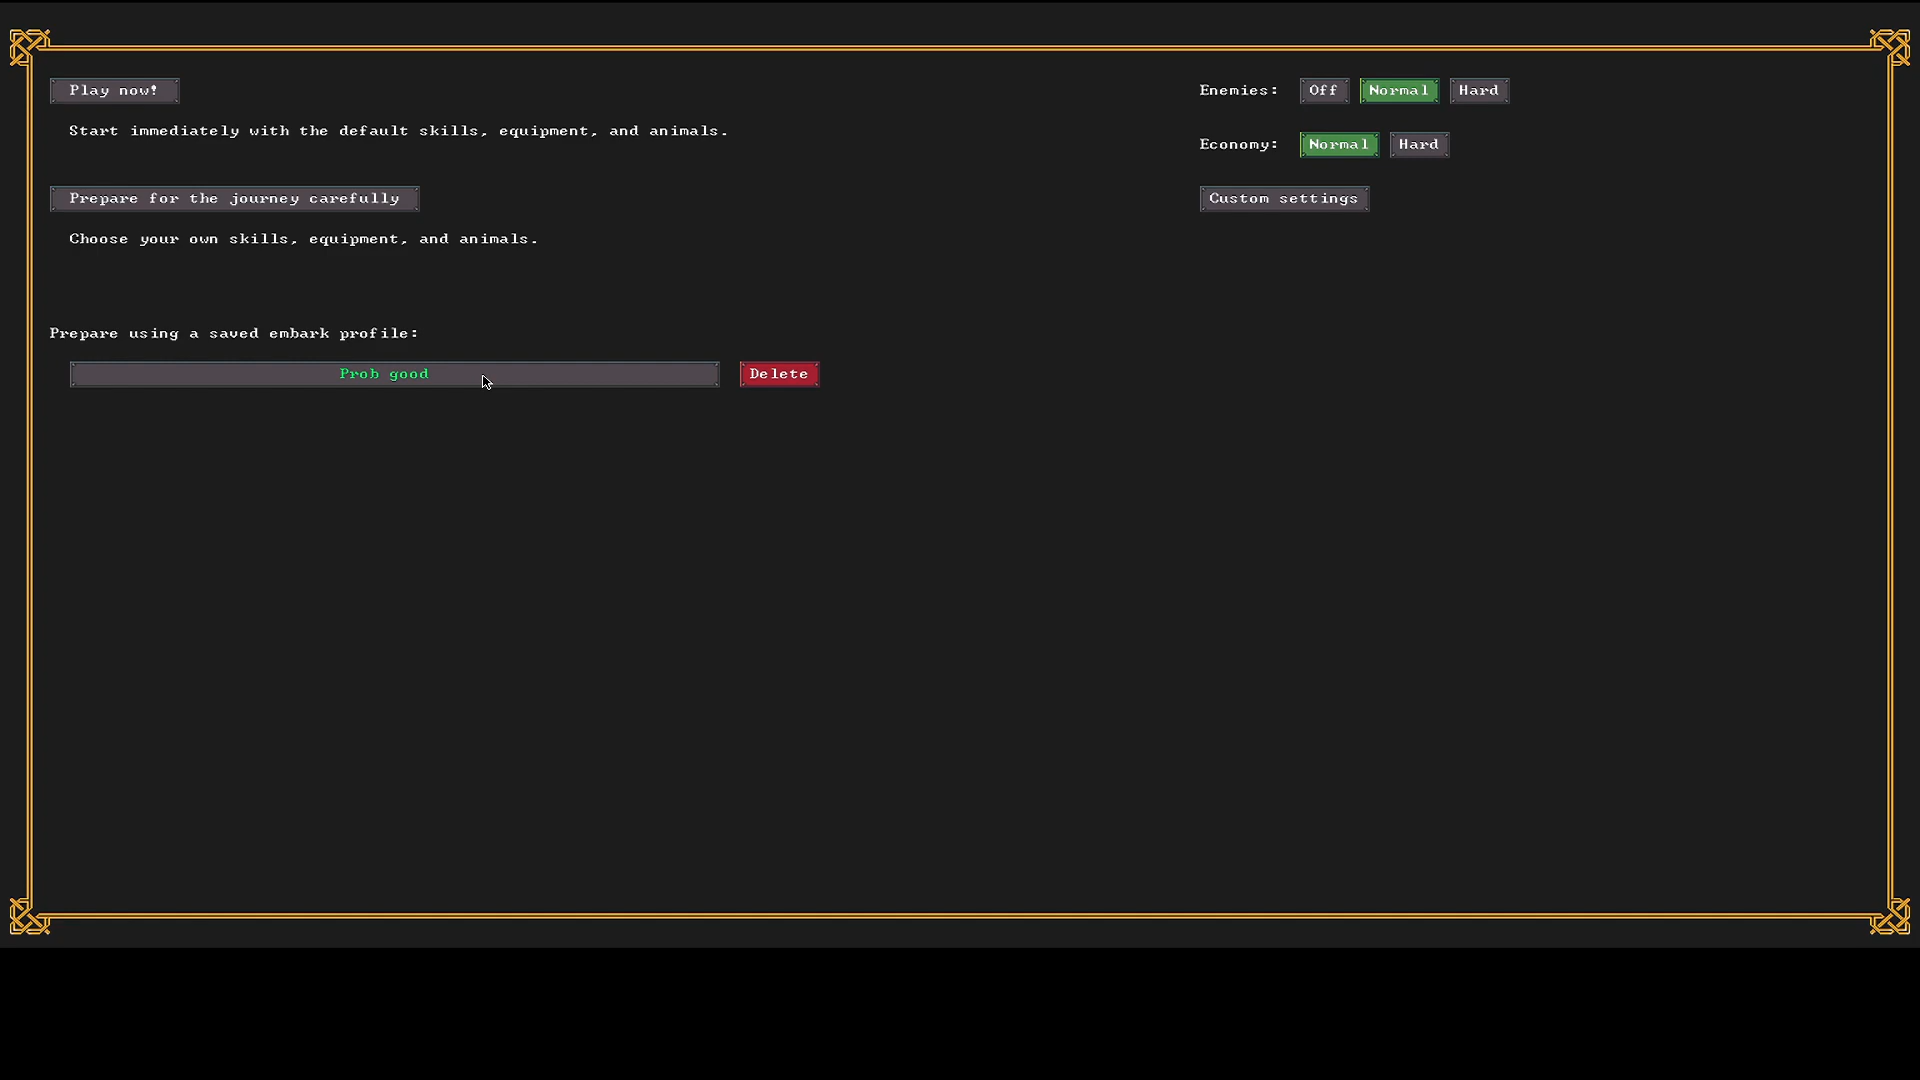 Play now!
Start immediately with the default skills, equipment, and animals.
Prepare for the journey carefully
Choose your own skills, equipment, and animals.
Prepare using a saved embark profile:
Prob good
Delete
Enemies: Off Normal Hard
Economy: Normal Hard
Custom settings